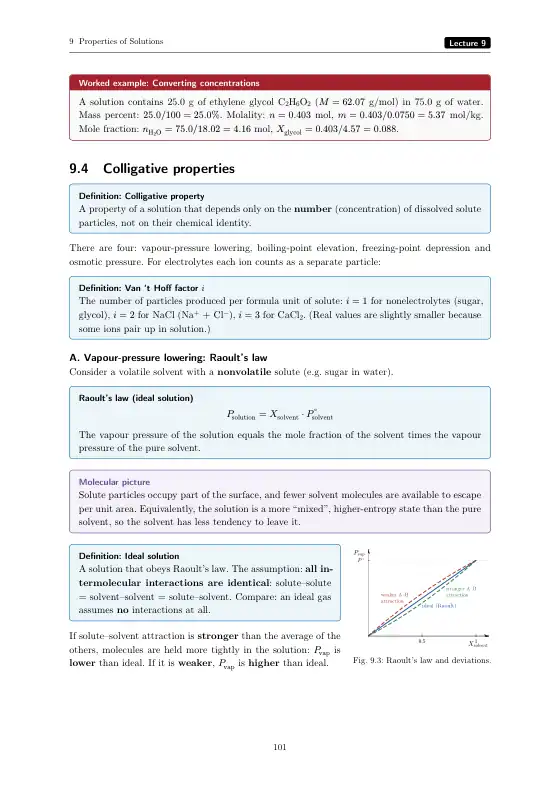 9 Properties of Solutions
Lecture 9
Worked example: Converting concentrations
A solution contains 25.0 g of ethylene glycol C₂H₆O₂ (M = 62.07 g/mol) in 75.0 g of water.
Mass percent: 25.0/100 = 25.0%. Molality: n = 0.403 mol, m = 0.403/0.0750 = 5.37 mol/kg.
Mole fraction: n_H₂O = 75.0/18.02 = 4.16 mol, X_glycol = 0.403/4.57 = 0.088.
9.4 Colligative properties
Definition: Colligative property
A property of a solution that depends only on the number (concentration) of dissolved solute
particles, not on their chemical identity.
There are four: vapour-pressure lowering, boiling-point elevation, freezing-point depression and
osmotic pressure. For electrolytes each ion counts as a separate particle:
Definition: Van 't Hoff factor i
The number of particles produced per formula unit of solute: i = 1 for nonelectrolytes (sugar,
glycol), i = 2 for NaCl (Na⁺ + Cl⁻), i = 3 for CaCl₂. (Real values are slightly smaller because
some ions pair up in solution.)
A. Vapour-pressure lowering: Raoult's law
Consider a volatile solvent with a nonvolatile solute (e.g. sugar in water).
Raoult's law (ideal solution)
P_solution = X_solvent · P°_solvent
The vapour pressure of the solution equals the mole fraction of the solvent times the vapour
pressure of the pure solvent.
Molecular picture
Solute particles occupy part of the surface, and fewer solvent molecules are available to escape
per unit area. Equivalently, the solution is a more “mixed”, higher-entropy state than the pure
solvent, so the solvent has less tendency to leave it.
Definition: Ideal solution
A solution that obeys Raoult's law. The assumption: all in-
termolecular interactions are identical: solute–solute
= solvent–solvent = solute–solvent. Compare: an ideal gas
assumes no interactions at all.
If solute–solvent attraction is stronger than the average of the
others, molecules are held more tightly in the solution: P_vap is
lower than ideal. If it is weaker, P_vap is higher than ideal.
P_vap
P°
weaker A–B
attraction
stronger A–B
attraction
ideal (Raoult)
0.5
1
X_solvent
Fig. 9.3: Raoult's law and deviations.
101